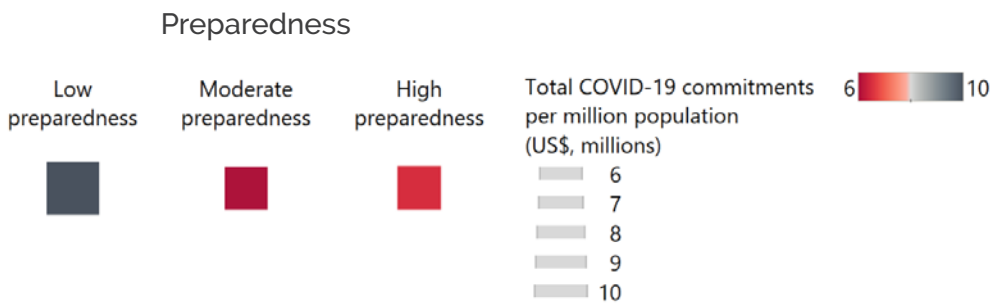 Preparedness
Low preparedness
Moderate preparedness
High preparedness
Total COVID-19 commitments
per million population
(US$, millions)
6 10
6
7
8
9
10